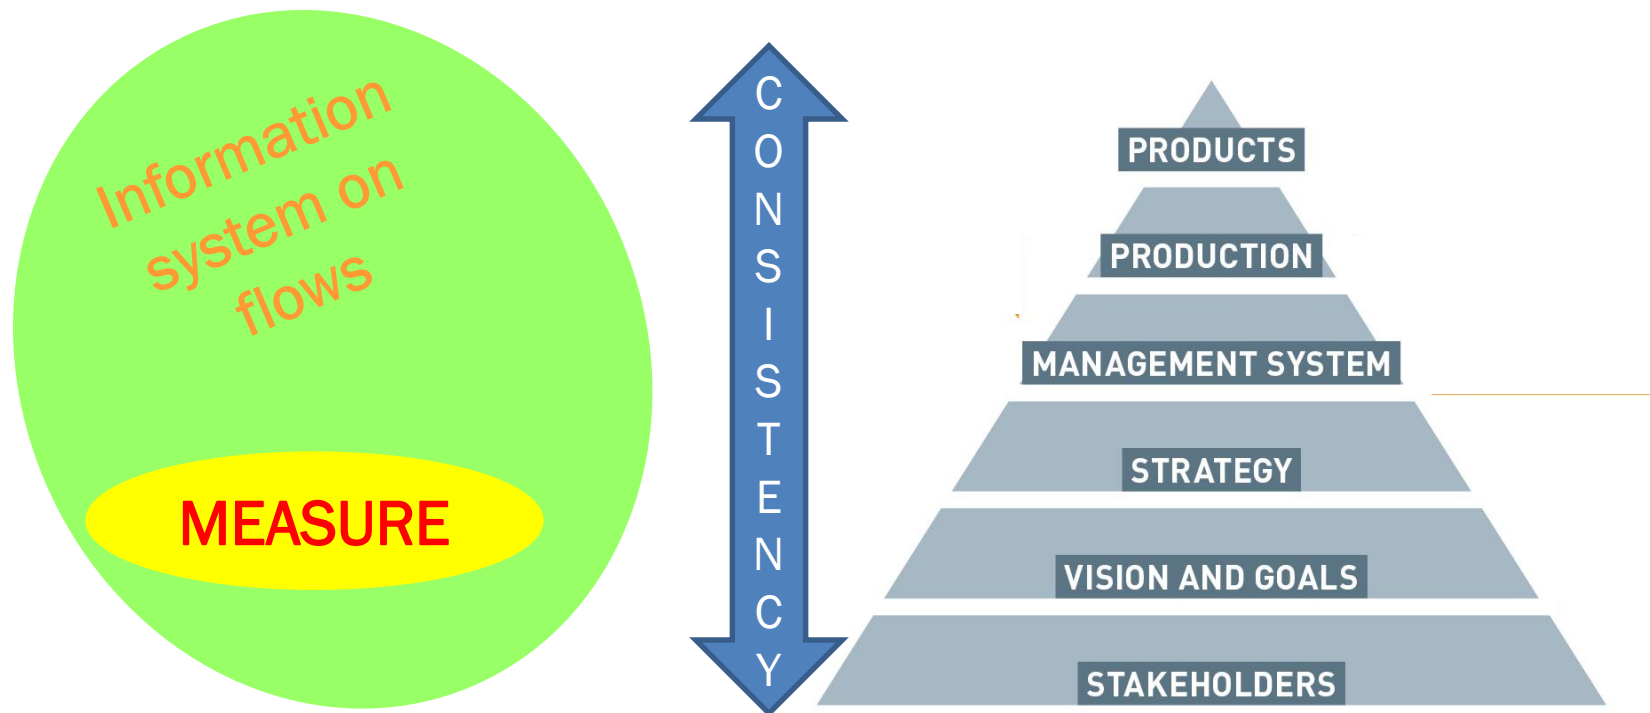 Information
system on
flows
MEASURE
CONSISTENCY
PRODUCTS
PRODUCTION
MANAGEMENT SYSTEM
STRATEGY
VISION AND GOALS
STAKEHOLDERS